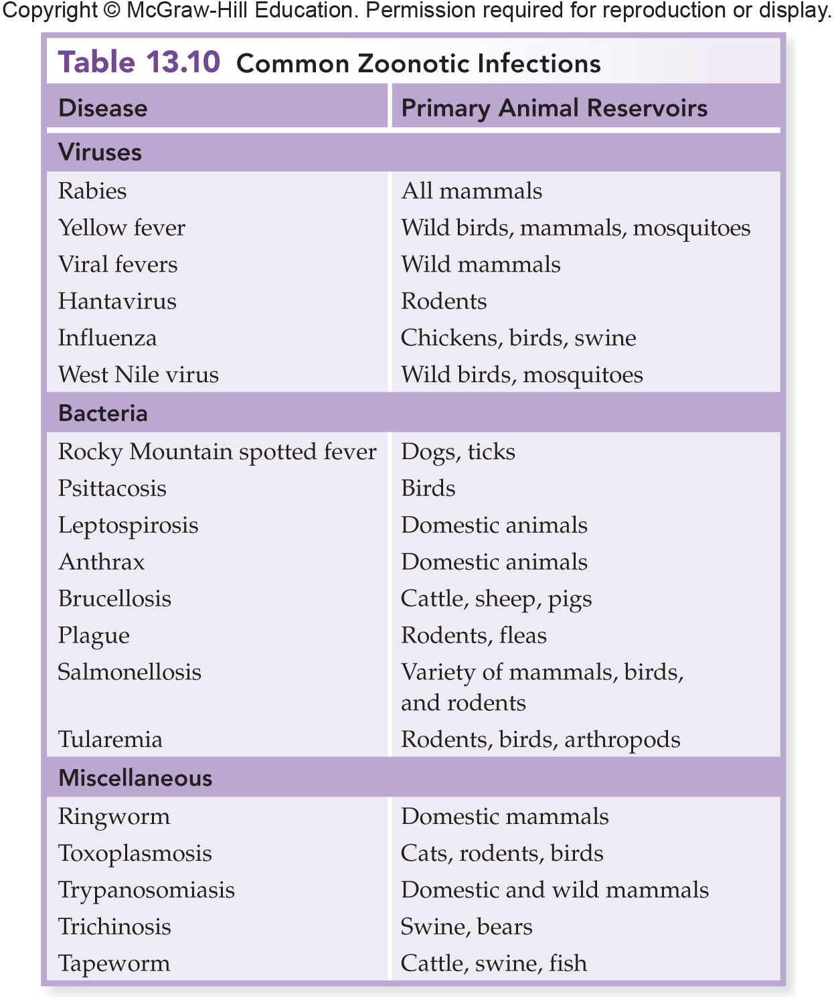 Copyright © McGraw-Hill Education. Permission required for reproduction or display.
Table 13.10 Common Zoonotic Infections
Disease Primary Animal Reservoirs
Viruses
Rabies All mammals
Yellow fever Wild birds, mammals, mosquitoes
Viral fevers Wild mammals
Hantavirus Rodents
Influenza Chickens, birds, swine
West Nile virus Wild birds, mosquitoes
Bacteria
Rocky Mountain spotted fever Dogs, ticks
Psittacosis Birds
Leptospirosis Domestic animals
Anthrax Domestic animals
Brucellosis Cattle, sheep, pigs
Plague Rodents, fleas
Salmonellosis Variety of mammals, birds,
and rodents
Tularemia Rodents, birds, arthropods
Miscellaneous
Ringworm Domestic mammals
Toxoplasmosis Cats, rodents, birds
Trypanosomiasis Domestic and wild mammals
Trichinosis Swine, bears
Tapeworm Cattle, swine, fish